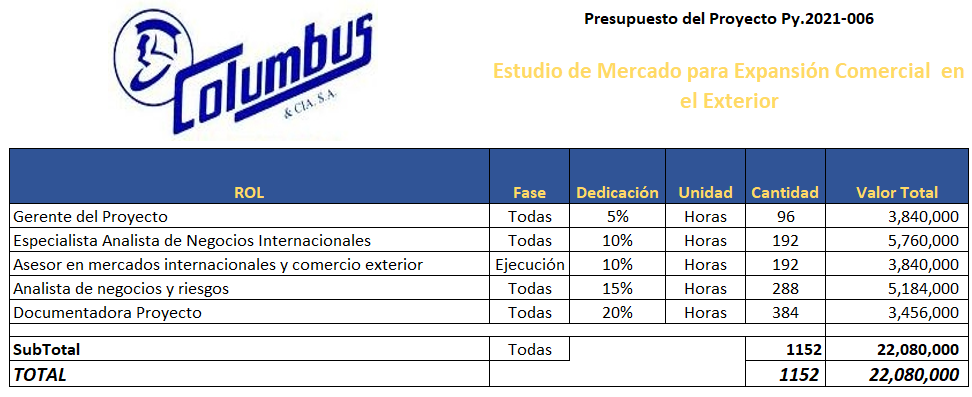 Columbus
& CIA. S.A.
Presupuesto del Proyecto Py.2021-006
Estudio de Mercado para Expansión Comercial en
el Exterior
ROL Fase Dedicación Unidad Cantidad Valor Total
Gerente del Proyecto Todas 5% Horas 96 3,840,000
Especialista Analista de Negocios Internacionales Todas 10% Horas 192 5,760,000
Asesor en mercados internacionales y comercio exterior Ejecución 10% Horas 192 3,840,000
Analista de negocios y riesgos Todas 15% Horas 288 5,184,000
Documentadora Proyecto Todas 20% Horas 384 3,456,000
SubTotal Todas 1152 22,080,000
TOTAL 1152 22,080,000